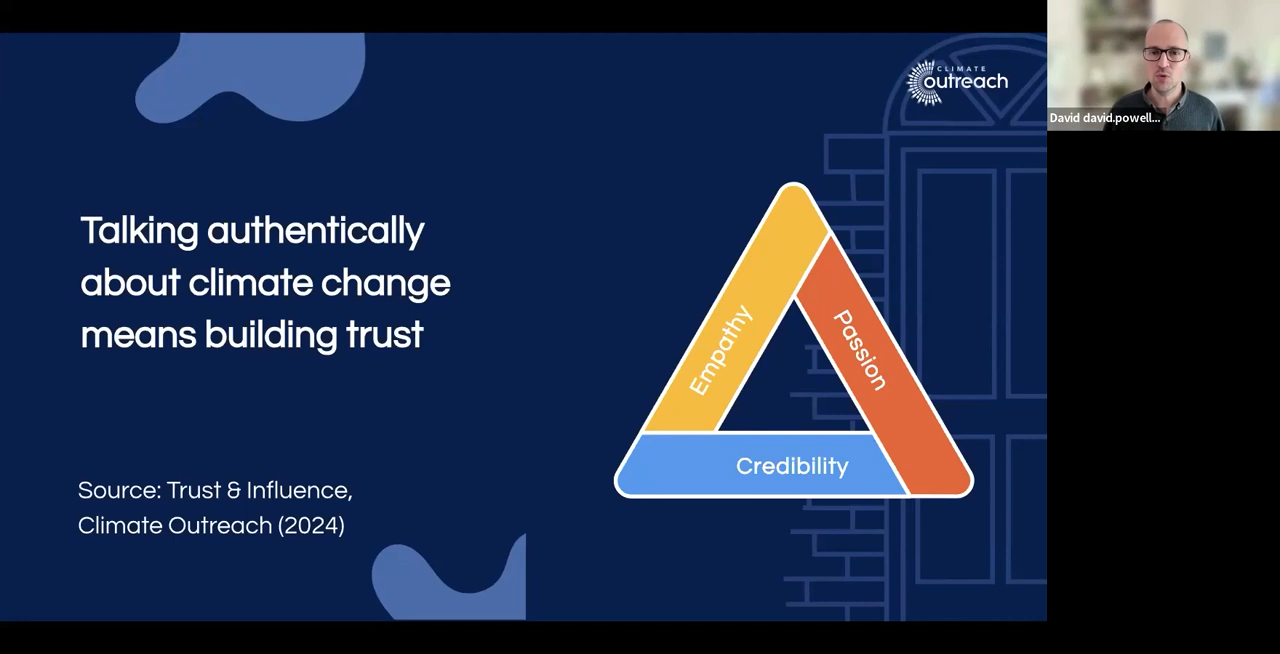 CLIMATE
outreach
David david.powell...
Talking authentically
about climate change
means building trust
Empathy
Passion
Credibility
Source: Trust & Influence,
Climate Outreach (2024)